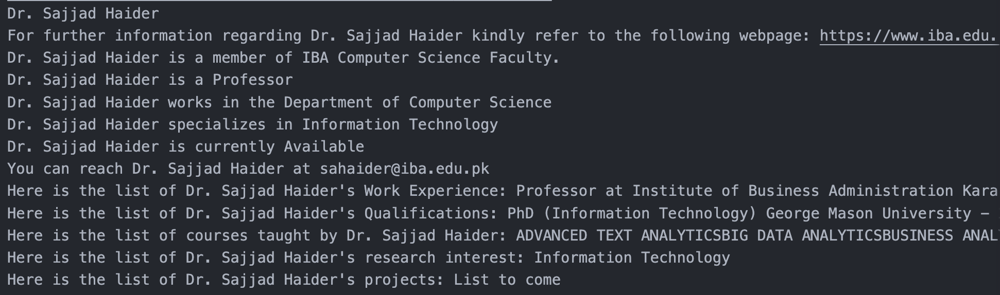 Dr. Sajjad Haider
For further information regarding Dr. Sajjad Haider kindly refer to the following webpage: https://www.iba.edu.
Dr. Sajjad Haider is a member of IBA Computer Science Faculty.
Dr. Sajjad Haider is a Professor
Dr. Sajjad Haider works in the Department of Computer Science
Dr. Sajjad Haider specializes in Information Technology
Dr. Sajjad Haider is currently Available
You can reach Dr. Sajjad Haider at sahaider@iba.edu.pk
Here is the list of Dr. Sajjad Haider's Work Experience: Professor at Institute of Business Administration Kara
Here is the list of Dr. Sajjad Haider's Qualifications: PhD (Information Technology) George Mason University -
Here is the list of courses taught by Dr. Sajjad Haider: ADVANCED TEXT ANALYTICSBIG DATA ANALYTICSBUSINESS ANAL
Here is the list of Dr. Sajjad Haider's research interest: Information Technology
Here is the list of Dr. Sajjad Haider's projects: List to come